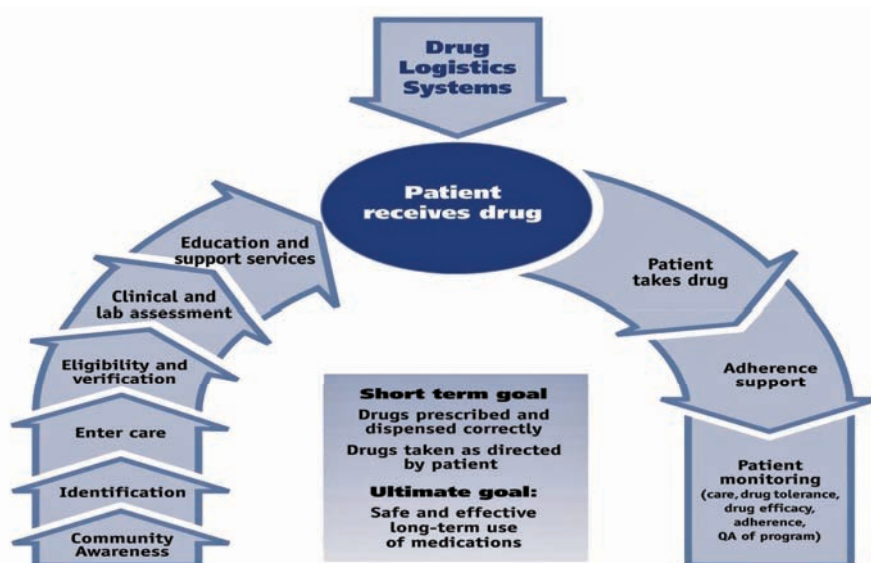 Drug
Logistics
Systems
Patient
receives drug
Education and
support services
Clinical and
lab assessment
Eligibility and
verification
Enter care
Identification
Community
Awareness
Patient
takes drug
Adherence
support
Patient
monitoring
(care, drug tolerance,
drug efficacy,
adherence,
QA of program)
Short term goal
Drugs prescribed and
dispensed correctly
Drugs taken as directed
by patient
Ultimate goal:
Safe and effective
long-term use
of medications